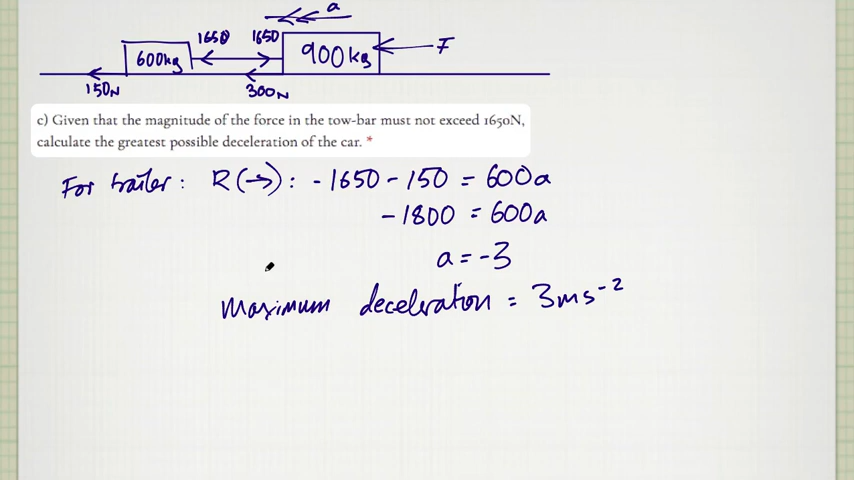 a
1650 1650
600kg 900kg F
150N 300N
c) Given that the magnitude of the force in the tow-bar must not exceed 1650N,
calculate the greatest possible deceleration of the car. *
For trailer : R(→) : -1650 - 150 = 600a
-1800 = 600a
a = -3
Maximum deceleration = 3ms⁻²